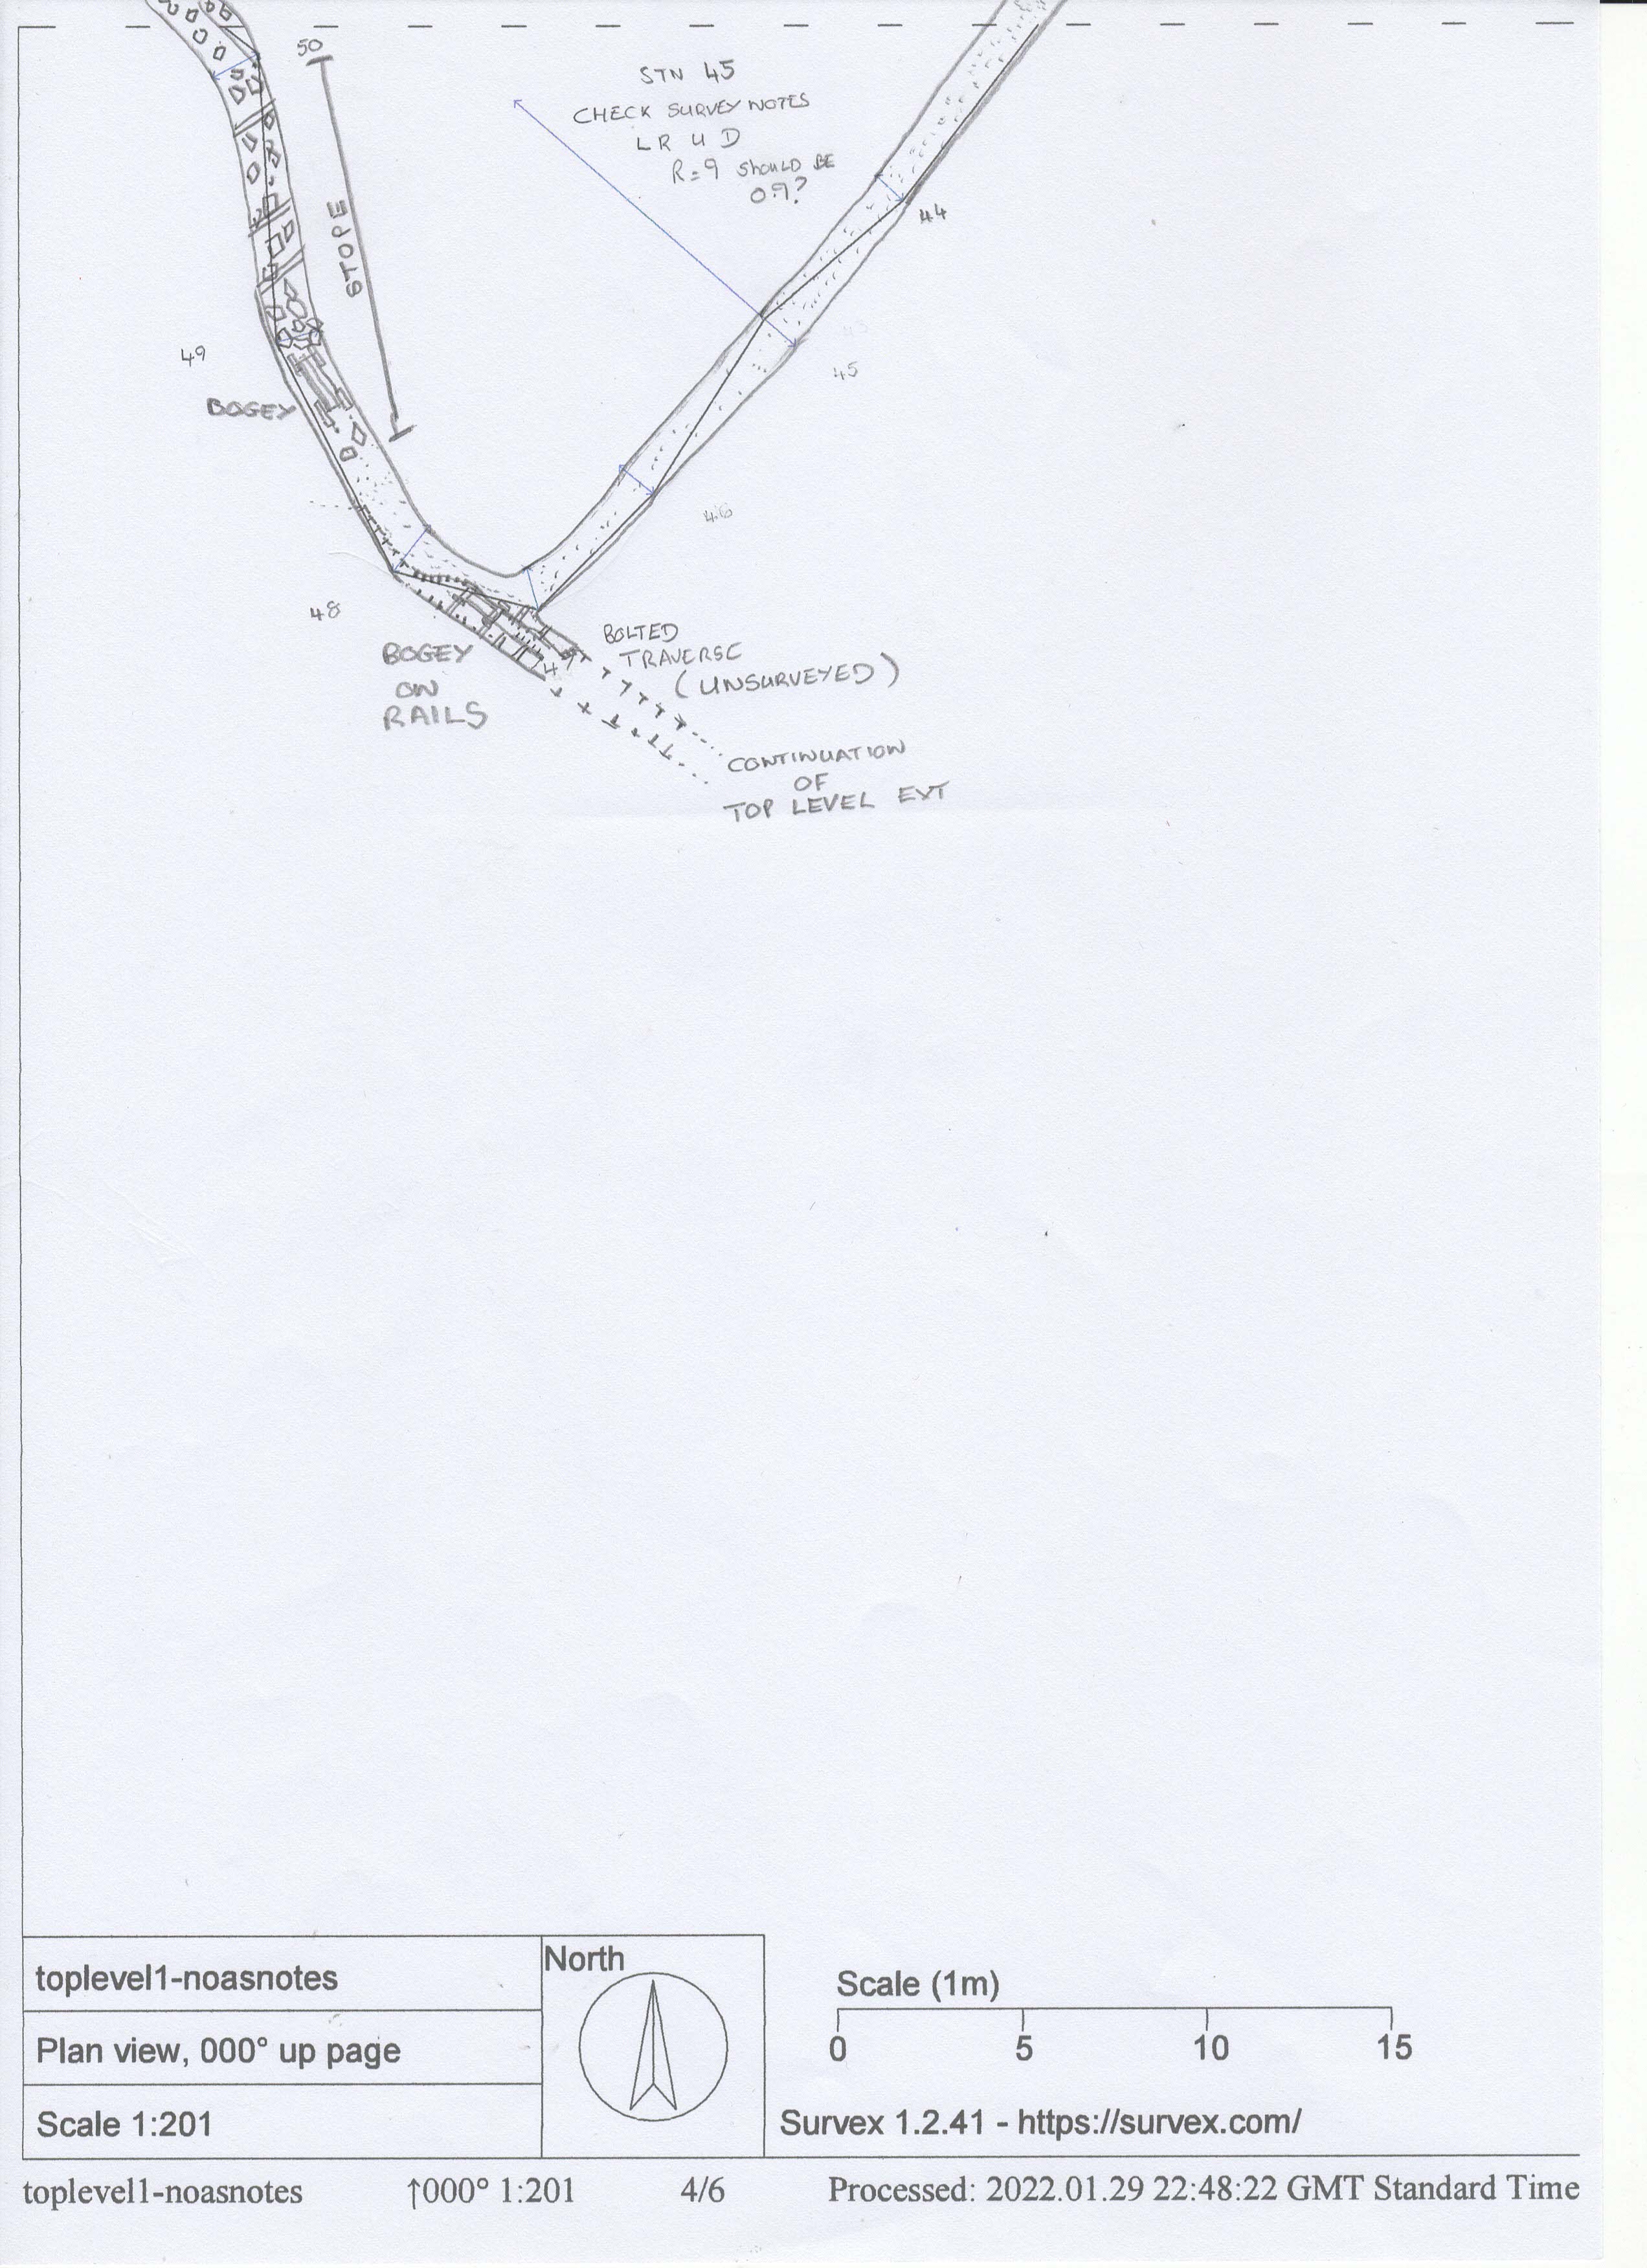 50
STN 45
CHECK SURVEY NOTES
L R U D
R=9 SHOULD BE
0.9?
STOPE
44
49
45
BOGEY
46
48
47
BOLTED
TRAVERSE
(UNSURVEYED)
BOGEY
ON
RAILS
CONTINUATION
OF
TOP LEVEL EXT
toplevel1-noasnotes
Plan view, 000° up page
Scale 1:201
North
Scale (1m)
0 5 10 15
Survex 1.2.41 - https://survex.com/
toplevel1-noasnotes ↑000° 1:201 4/6 Processed: 2022.01.29 22:48:22 GMT Standard Time